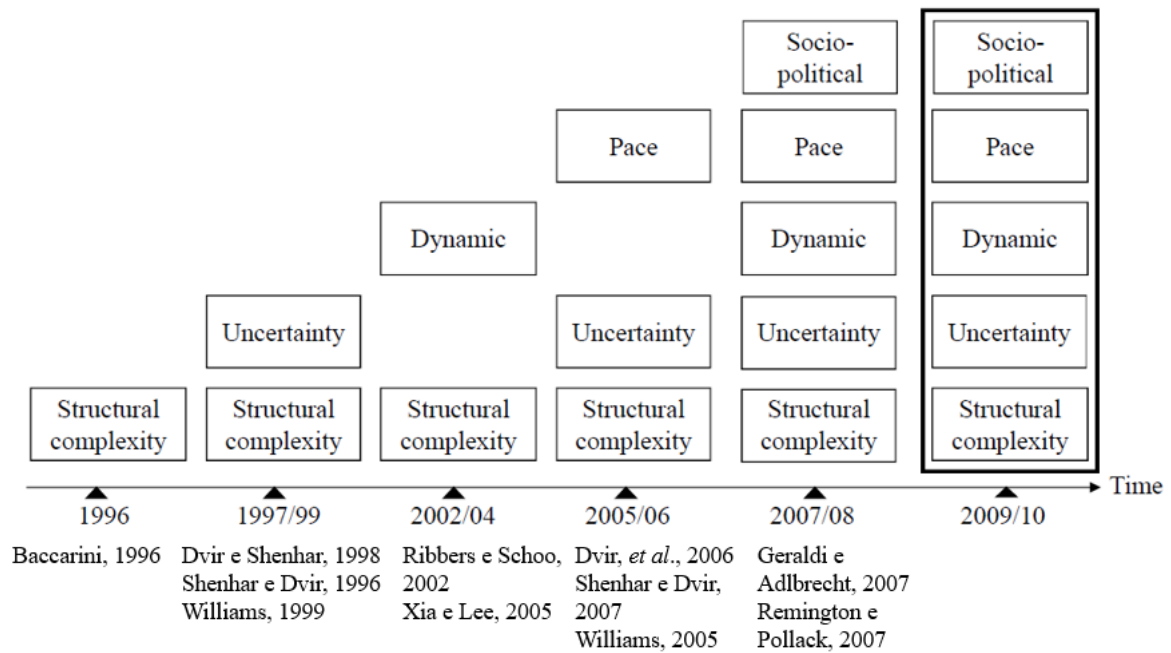 Socio-
political
Socio-
political
Pace
Pace
Pace
Dynamic
Dynamic
Dynamic
Uncertainty
Uncertainty
Uncertainty
Uncertainty
Structural
complexity
Structural
complexity
Structural
complexity
Structural
complexity
Structural
complexity
Structural
complexity
Time
1996
1997/99
2002/04
2005/06
2007/08
2009/10
Baccarini, 1996
Dvir e Shenhar, 1998
Shenhar e Dvir, 1996
Williams, 1999
Ribbers e Schoo,
2002
Xia e Lee, 2005
Dvir, et al., 2006
Shenhar e Dvir,
2007
Williams, 2005
Geraldi e
Adlbrecht, 2007
Remington e
Pollack, 2007